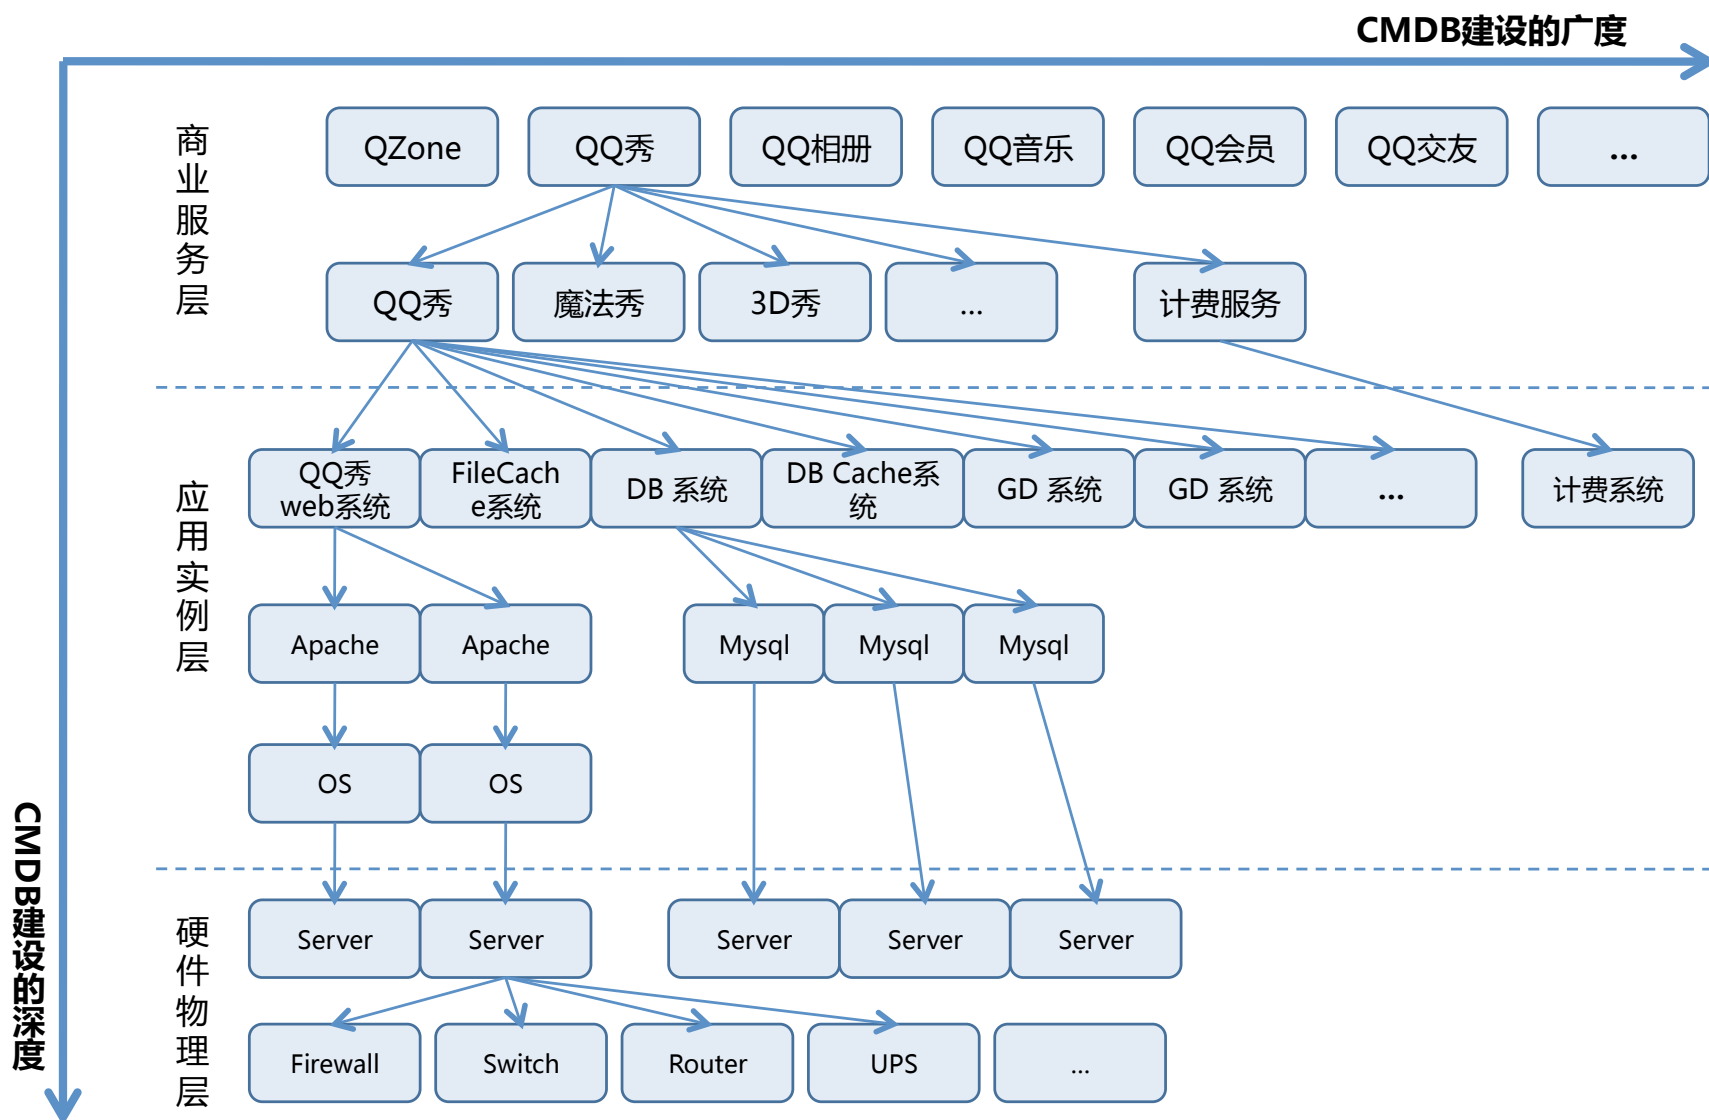 CMDB建设的广度
商业服务层
QZone
QQ秀
QQ相册
QQ音乐
QQ会员
QQ交友
...
QQ秀
魔法秀
3D秀
...
计费服务
应用实例层
QQ秀
web系统
FileCach
e系统
DB 系统
DB Cache系
统
GD 系统
GD 系统
...
计费系统
Apache
Apache
Mysql
Mysql
Mysql
OS
OS
CMDB建设的深度
硬件物理层
Server
Server
Server
Server
Server
Firewall
Switch
Router
UPS
...